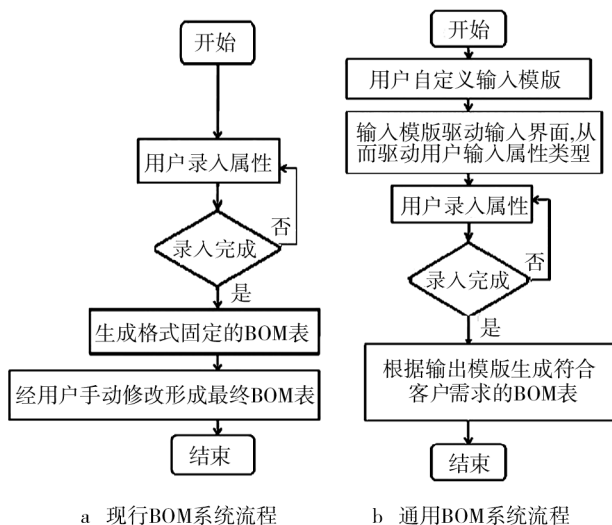 开始
用户录入属性
否
录入完成
是
生成格式固定的BOM表
经用户手动修改形成最终BOM表
结束
a 现行BOM系统流程
开始
用户自定义输入模版
输入模版驱动输入界面,从
而驱动用户输入属性类型
用户录入属性
否
录入完成
是
根据输出模版生成符合
客户需求的BOM表
结束
b 通用BOM系统流程